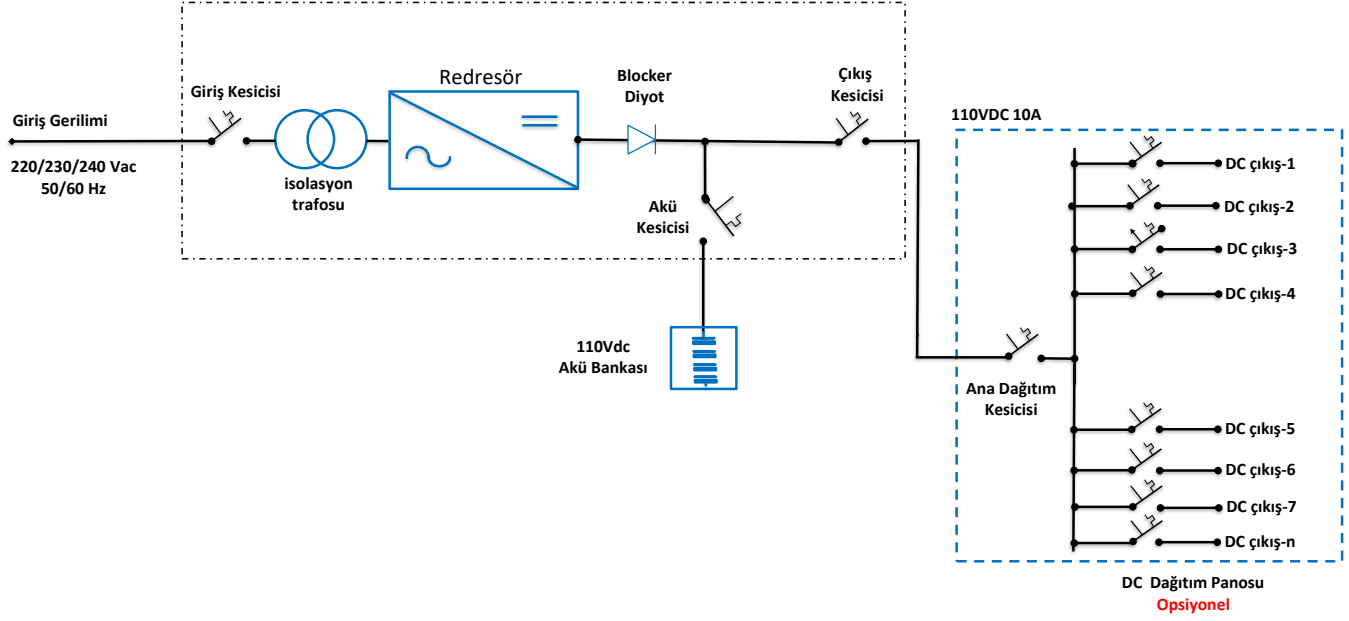 Giriş Gerilimi
220/230/240 Vac
50/60 Hz
Giriş Kesicisi
isolasyon
trafosu
Redresör
Blocker
Diyot
Akü
Kesicisi
110Vdc
Akü Bankası
Çıkış
Kesicisi
110VDC 10A
Ana Dağıtım
Kesicisi
DC çıkış-1
DC çıkış-2
DC çıkış-3
DC çıkış-4
DC çıkış-5
DC çıkış-6
DC çıkış-7
DC çıkış-n
DC Dağıtım Panosu
Opsiyonel